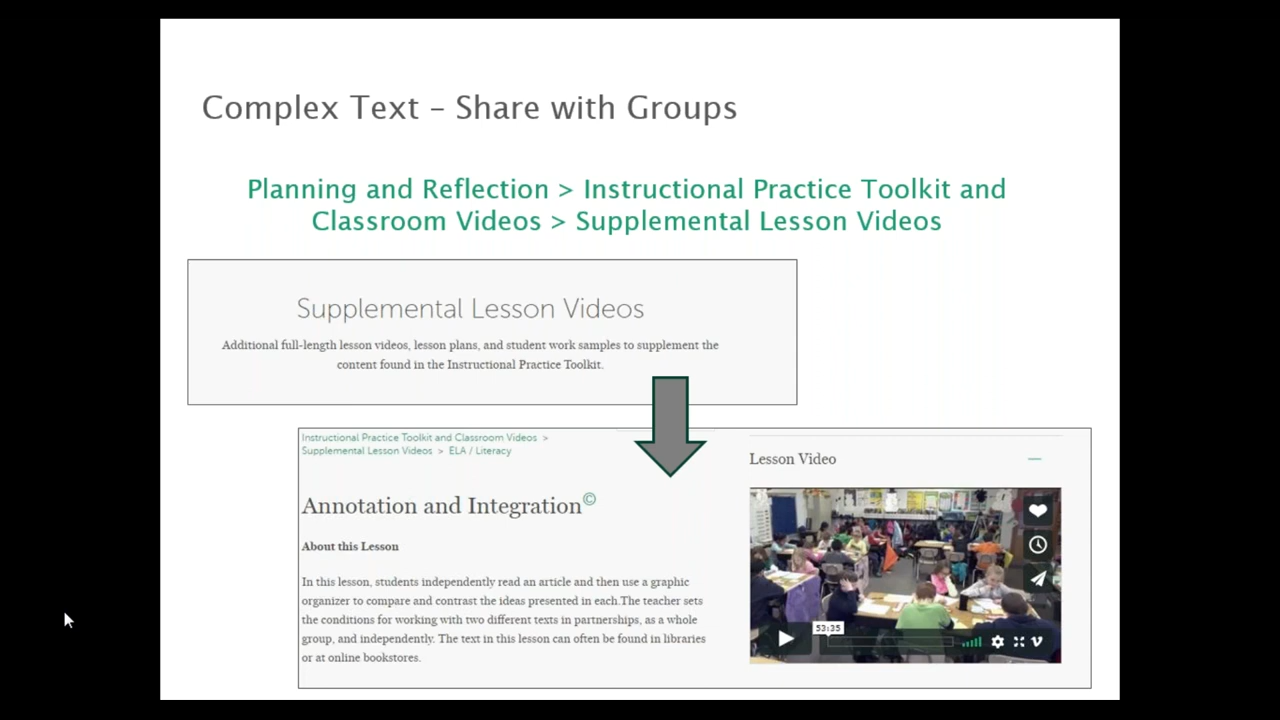 Complex Text – Share with Groups
Planning and Reflection > Instructional Practice Toolkit and
Classroom Videos > Supplemental Lesson Videos
Supplemental Lesson Videos
Additional full-length lesson videos, lesson plans, and student work samples to supplement the
content found in the Instructional Practice Toolkit.
Instructional Practice Toolkit and Classroom Videos >
Supplemental Lesson Videos > ELA / Literacy
Annotation and Integration©
About this Lesson
In this lesson, students independently read an article and then use a graphic
organizer to compare and contrast the ideas presented in each.The teacher sets
the conditions for working with two different texts in partnerships, as a whole
group, and independently. The text in this lesson can often be found in libraries
or at online bookstores.
Lesson Video
53:35